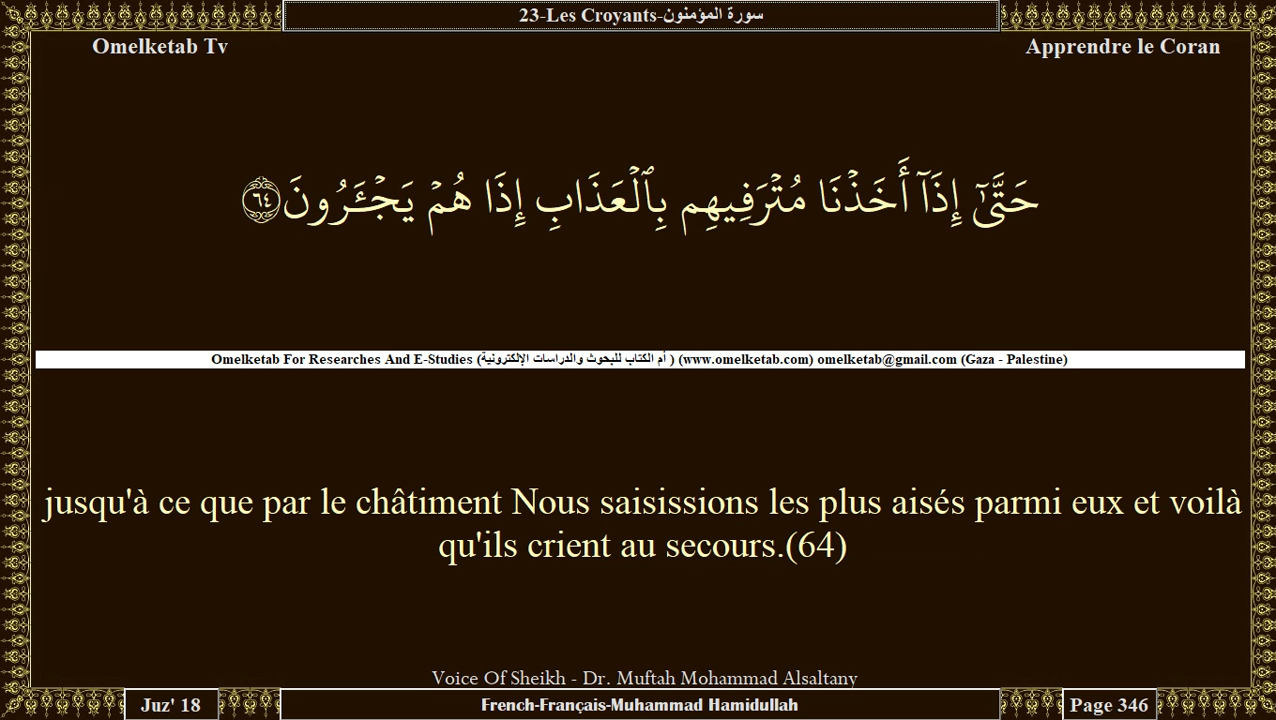 23-Les Croyants-سورة المؤمنون
Omelketab Tv
Apprendre le Coran
حَتَّىٰٓ إِذَآ أَخَذۡنَا مُتۡرَفِيهِم بِٱلۡعَذَابِ إِذَا هُمۡ يَجۡـَٔرُونَ ٦٤
Omelketab For Researches And E-Studies (أم الكتاب للبحوث والدراسات الإلكترونية ) (www.omelketab.com) omelketab@gmail.com (Gaza - Palestine)
jusqu'à ce que par le châtiment Nous saisissions les plus aisés parmi eux et voilà
qu'ils crient au secours.(64)
Voice Of Sheikh - Dr. Muftah Mohammad Alsaltany
Juz' 18
French-Français-Muhammad Hamidullah
Page 346